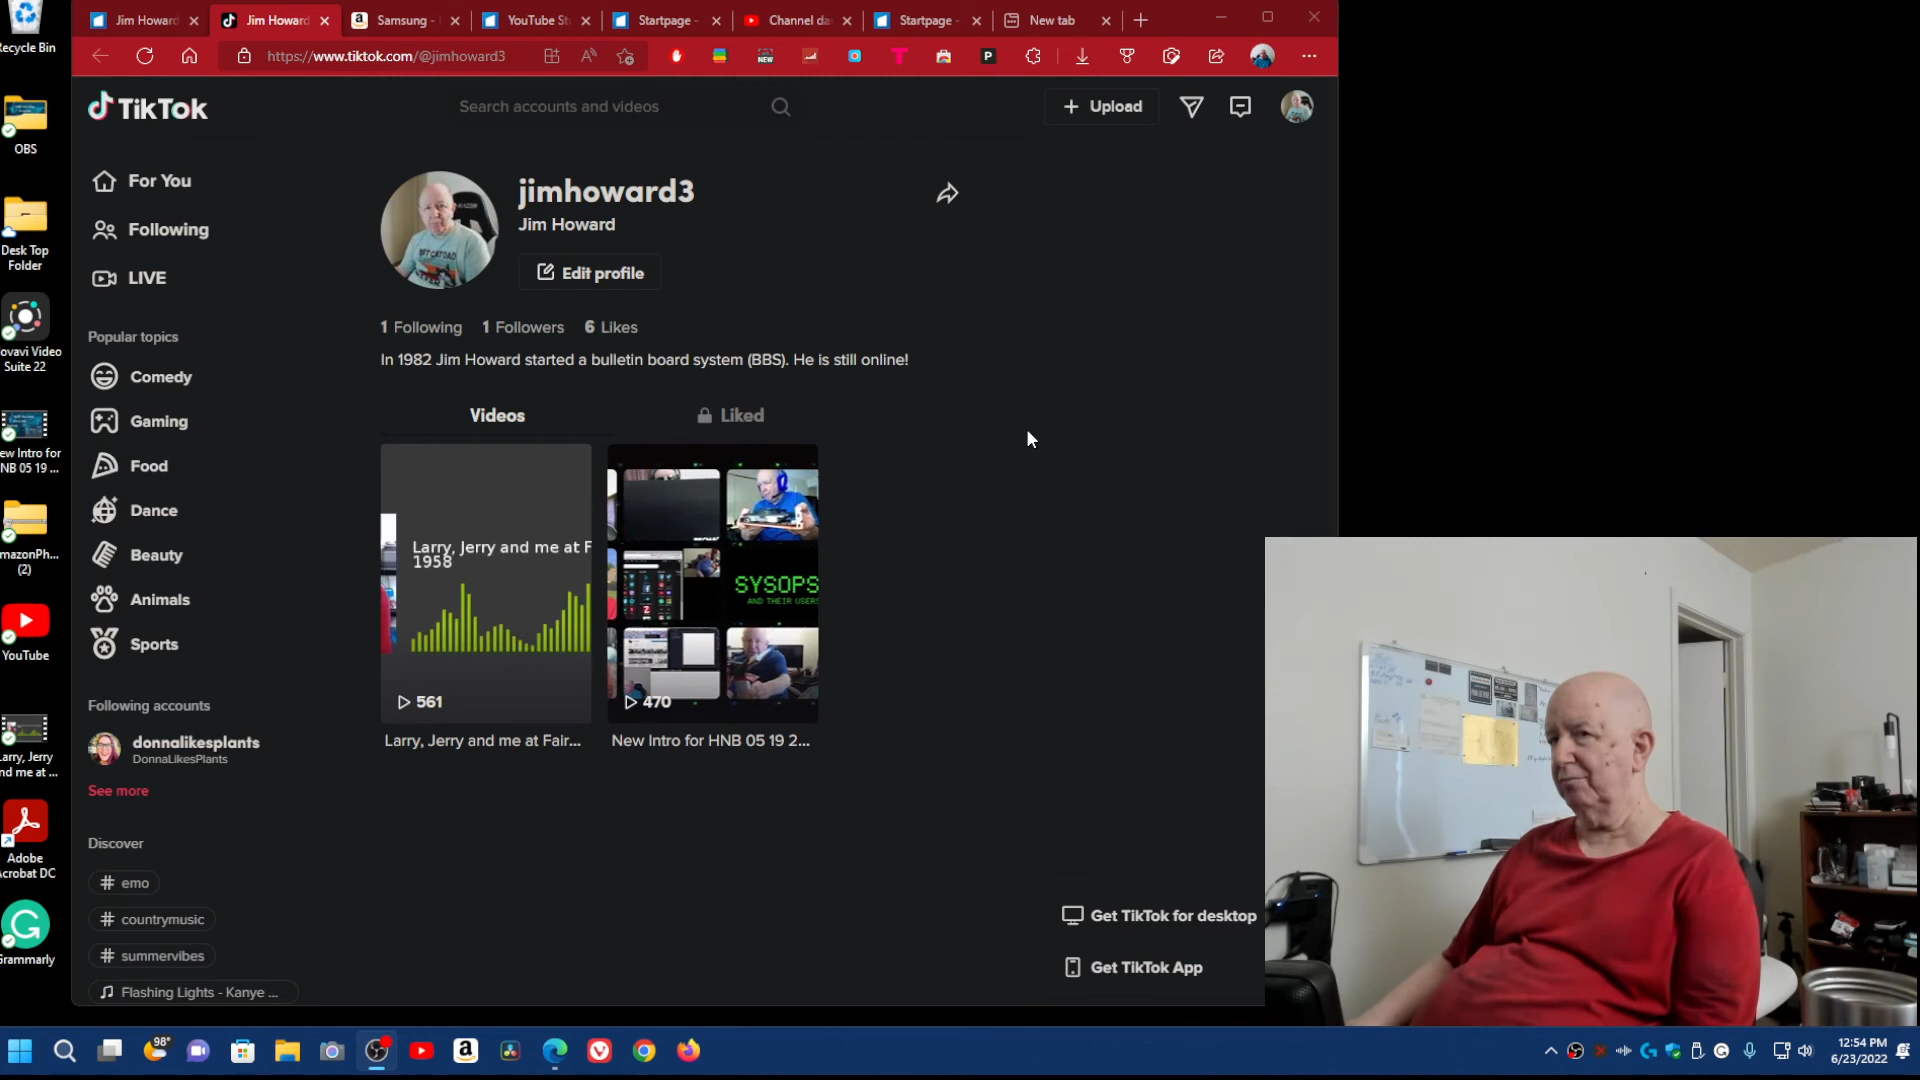 Recycle Bin
OBS
Desk Top
Folder
ovavi Video
Suite 22
ew Intro for
NB 05 19 ...
mazonPh...
(2)
YouTube
Larry, Jerry
nd me at ...
Adobe
Acrobat DC
Grammarly
Jim Howard
Jim Howard
Samsung -
YouTube St
Startpage -
Channel da
Startpage -
New tab
https://www.tiktok.com/@jimhoward3
TikTok
Search accounts and videos
Upload
For You
Following
LIVE
Popular topics
Comedy
Gaming
Food
Dance
Beauty
Animals
Sports
Following accounts
donnalikesplants
DonnaLikesPlants
See more
Discover
# emo
# countrymusic
# summervibes
Flashing Lights - Kanye ...
jimhoward3
Jim Howard
Edit profile
1 Following 1 Followers 6 Likes
In 1982 Jim Howard started a bulletin board system (BBS). He is still online!
Videos
Liked
Larry, Jerry and me at F
1958
561
Larry, Jerry and me at Fair...
SYSOPS
AND THEIR USERS
470
New Intro for HNB 05 19 2...
Get TikTok for desktop
Get TikTok App
98°
12:54 PM
6/23/2022